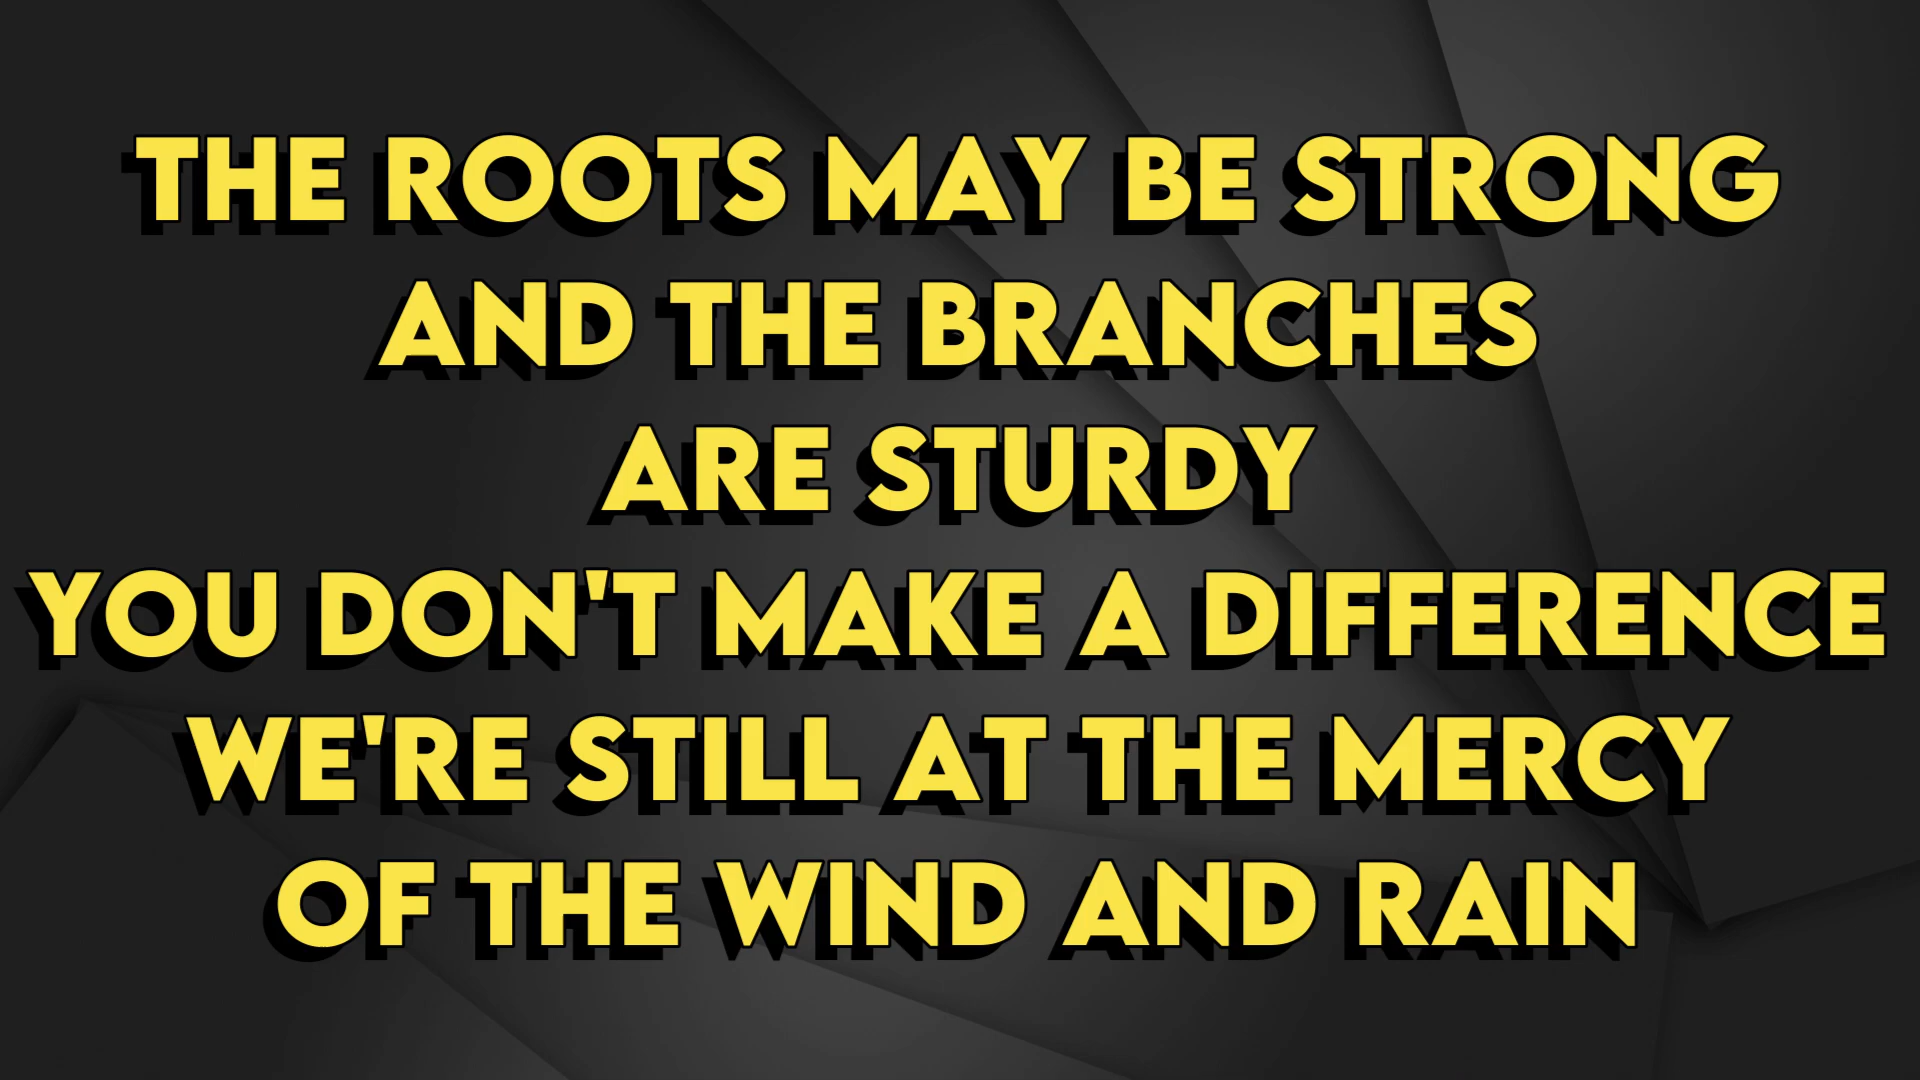 THE ROOTS MAY BE STRONG
AND THE BRANCHES
ARE STURDY
YOU DON'T MAKE A DIFFERENCE
WE'RE STILL AT THE MERCY
OF THE WIND AND RAIN